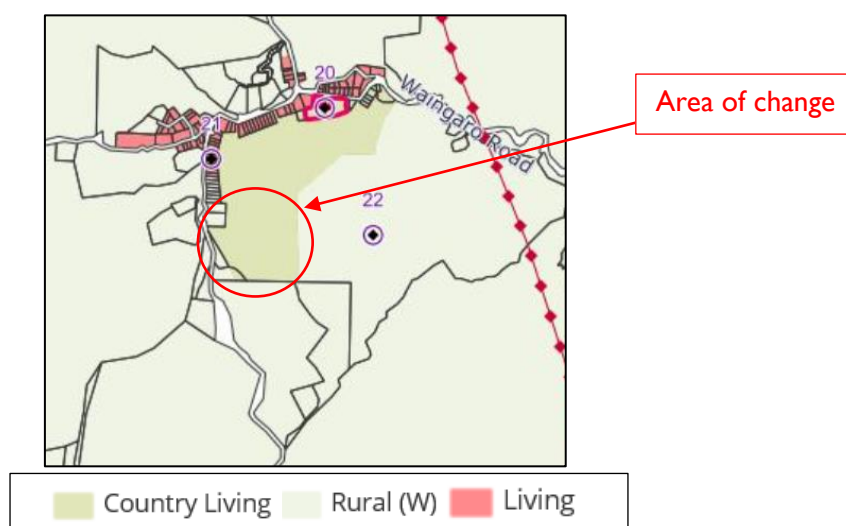 20
Waingaro Road
21
22
Area of change
Country Living Rural (W) Living